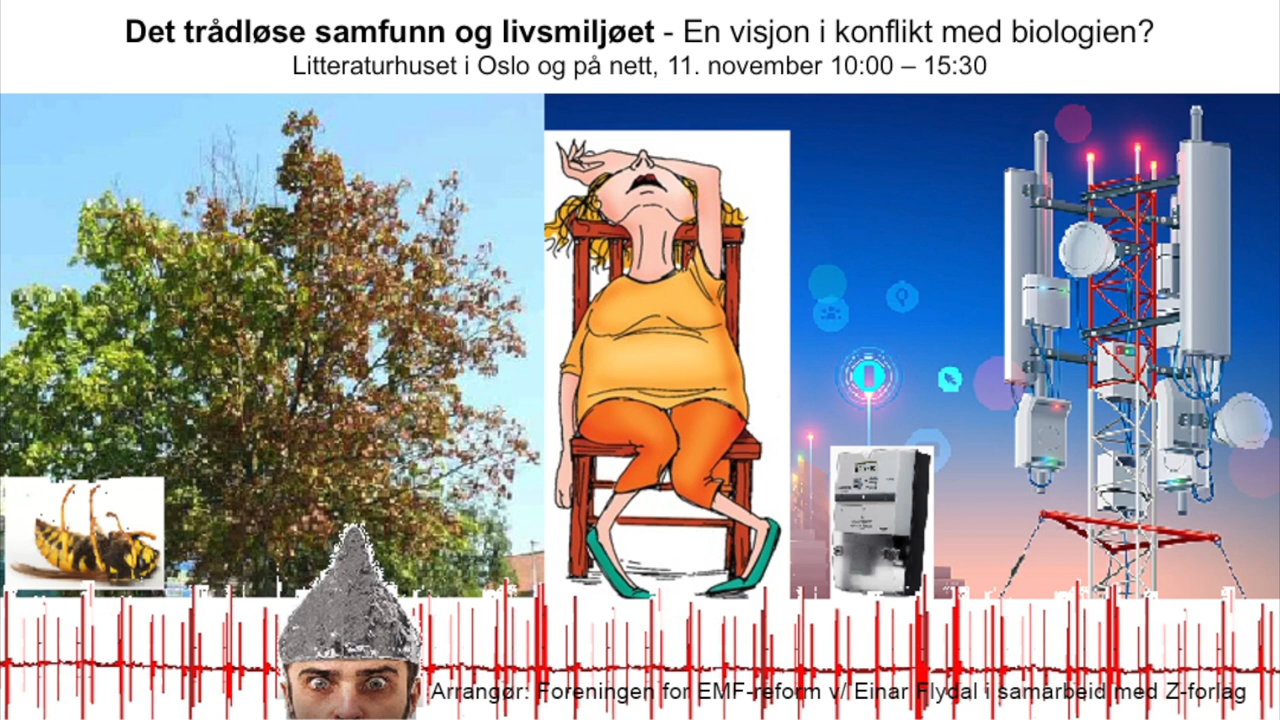 Det trådløse samfunn og livsmiljøet - En visjon i konflikt med biologien?
Litteraturhuset i Oslo og på nett, 11. november 10:00 – 15:30
Arrangør: Foreningen for EMF-reform v/ Einar Flydal i samarbeid med Z-forlag